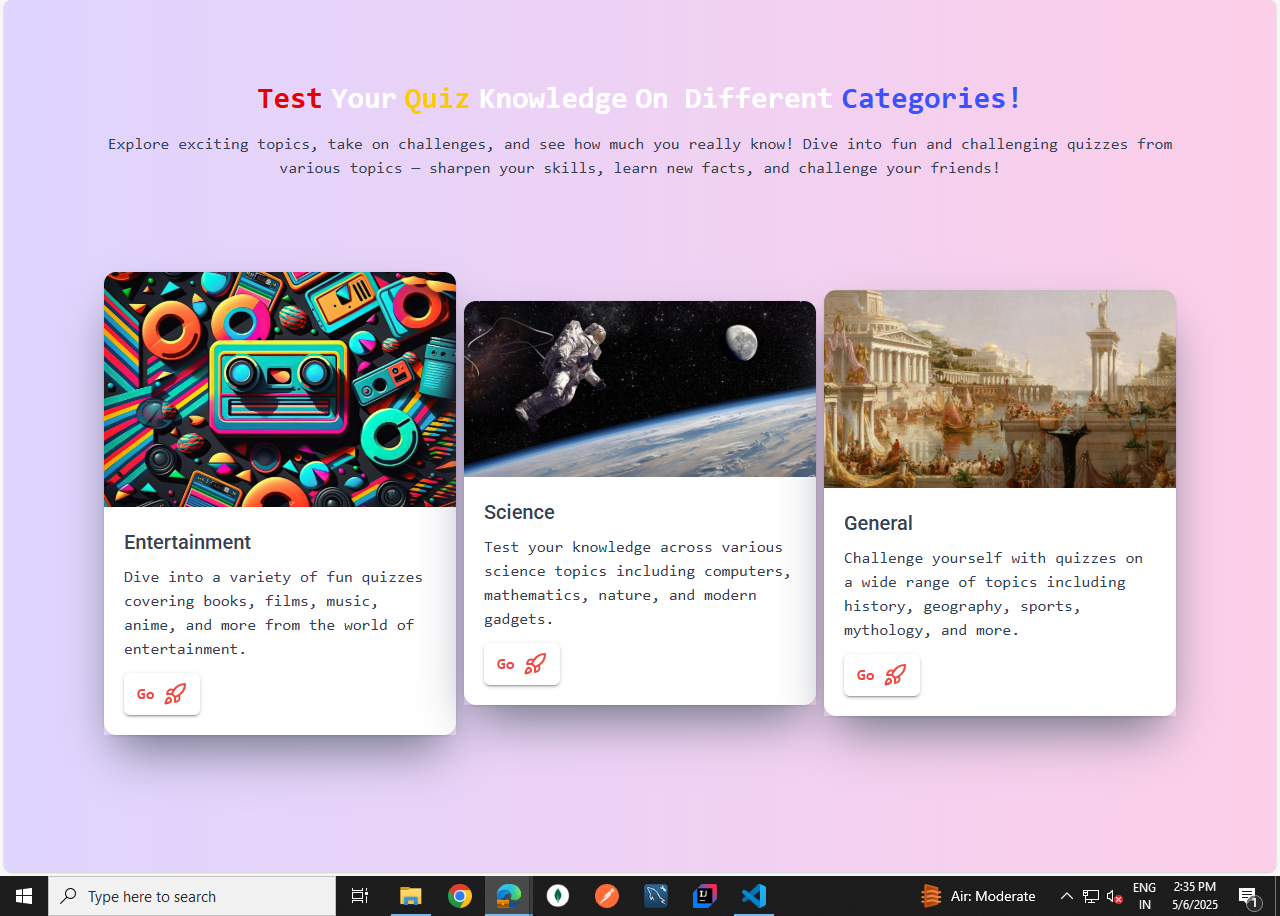 Test Your Quiz Knowledge On Different Categories!
Explore exciting topics, take on challenges, and see how much you really know! Dive into fun and challenging quizzes from
various topics — sharpen your skills, learn new facts, and challenge your friends!
Entertainment
Dive into a variety of fun quizzes
covering books, films, music,
anime, and more from the world of
entertainment.
Go
Science
Test your knowledge across various
science topics including computers,
mathematics, nature, and modern
gadgets.
Go
General
Challenge yourself with quizzes on
a wide range of topics including
history, geography, sports,
mythology, and more.
Go
Type here to search
Air: Moderate
ENG
IN
2:35 PM
5/6/2025
1